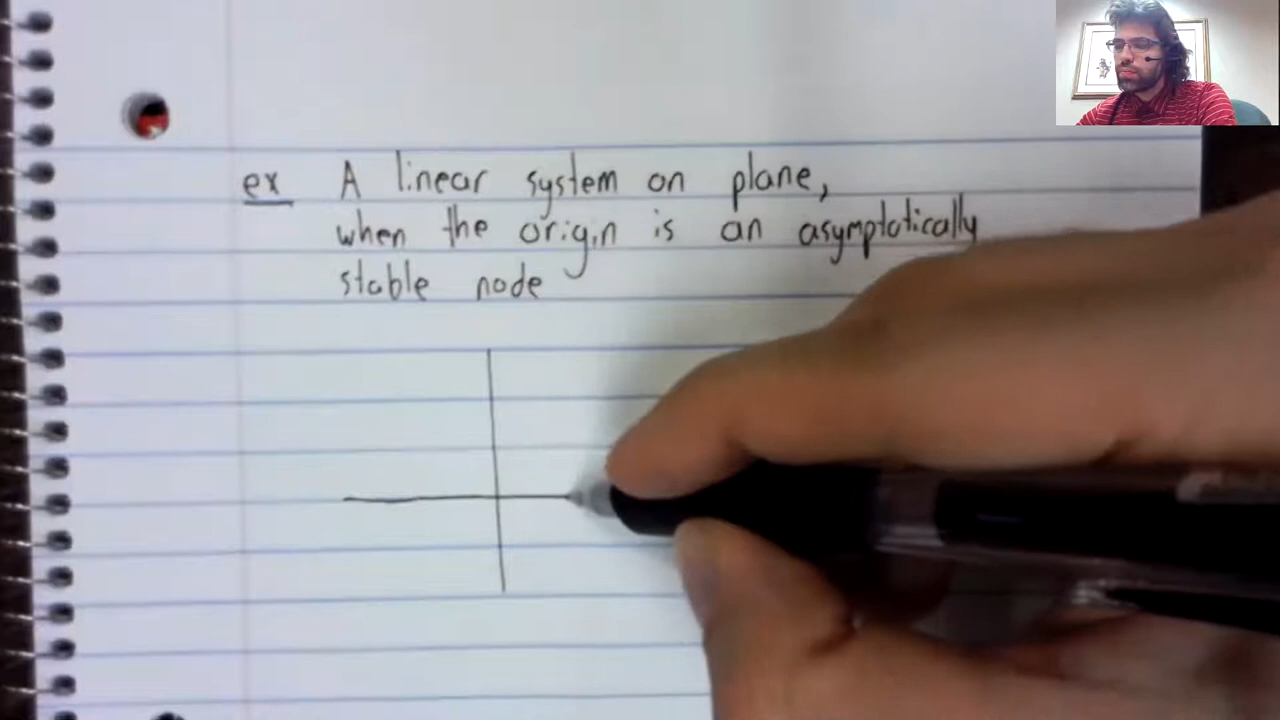 ex A linear system on plane,
when the origin is an asymptotically
stable node